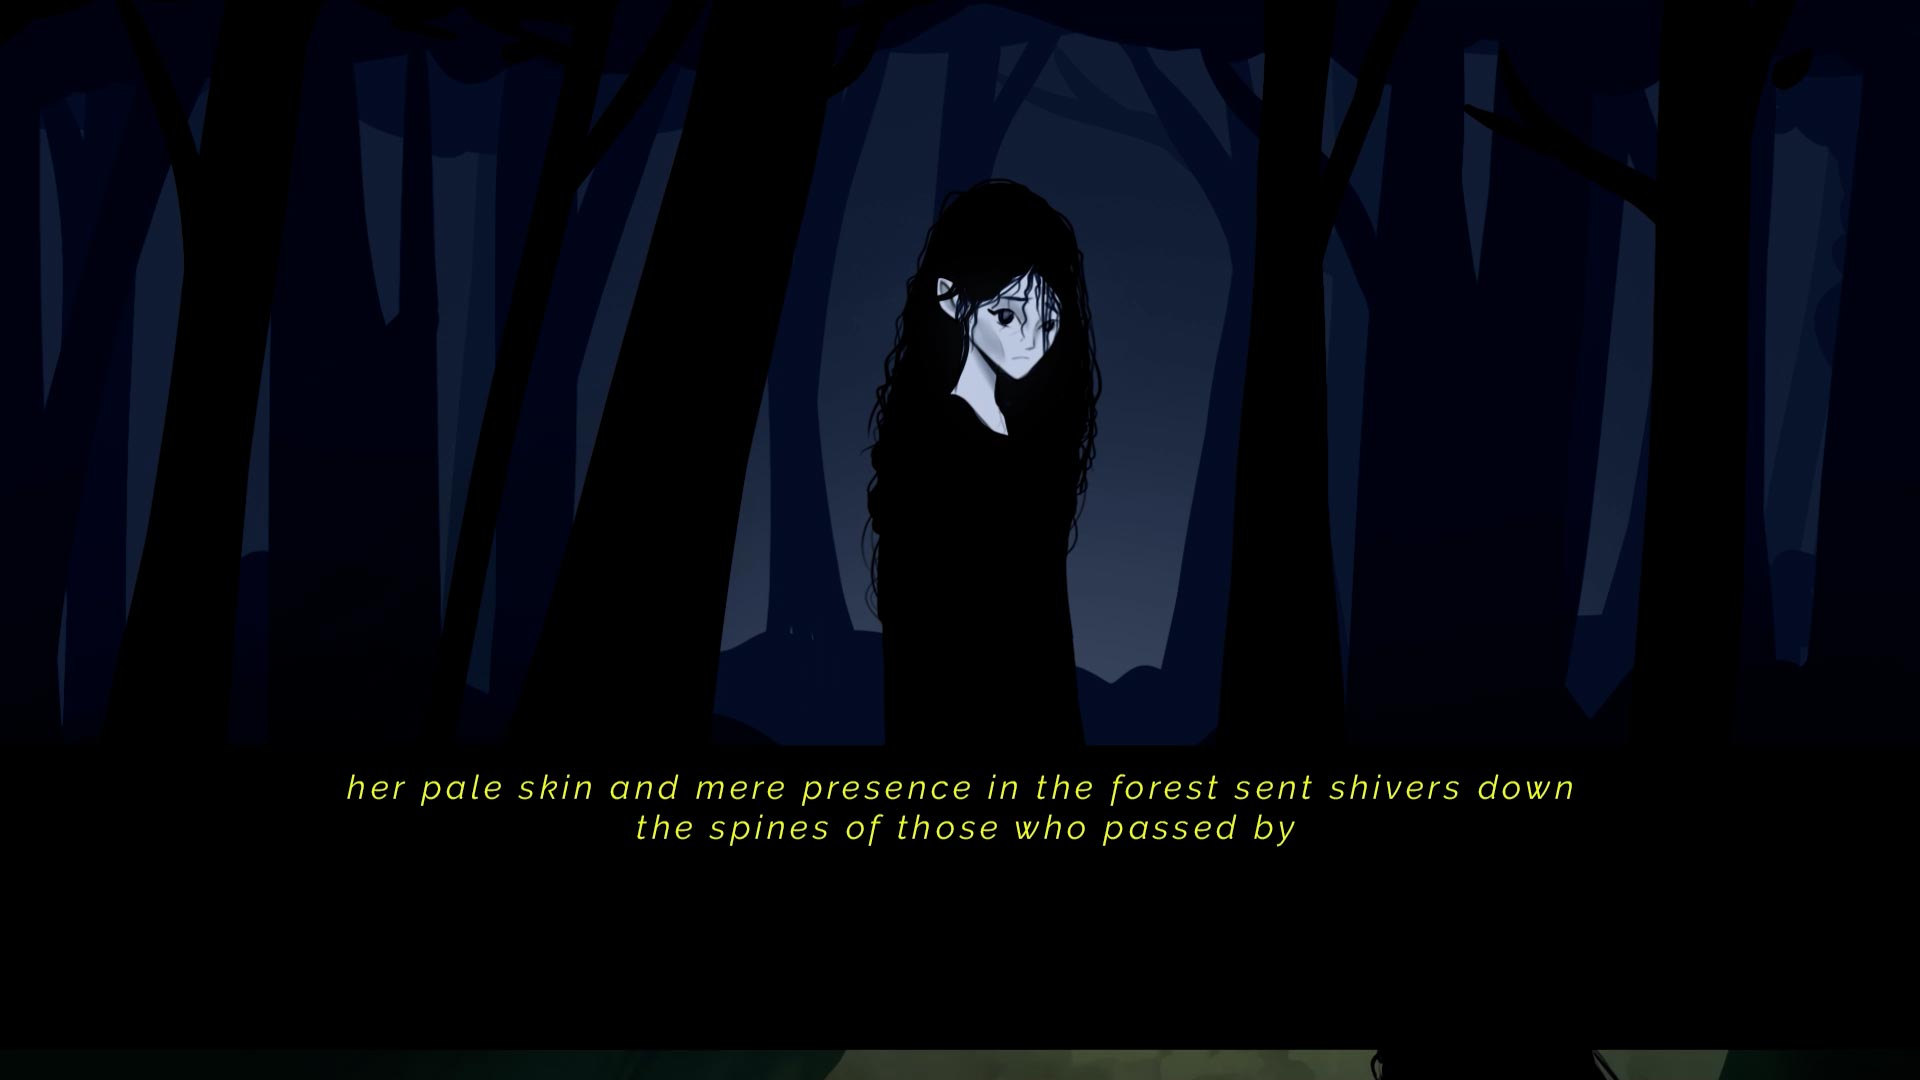 her pale skin and mere presence in the forest sent shivers down
the spines of those who passed by